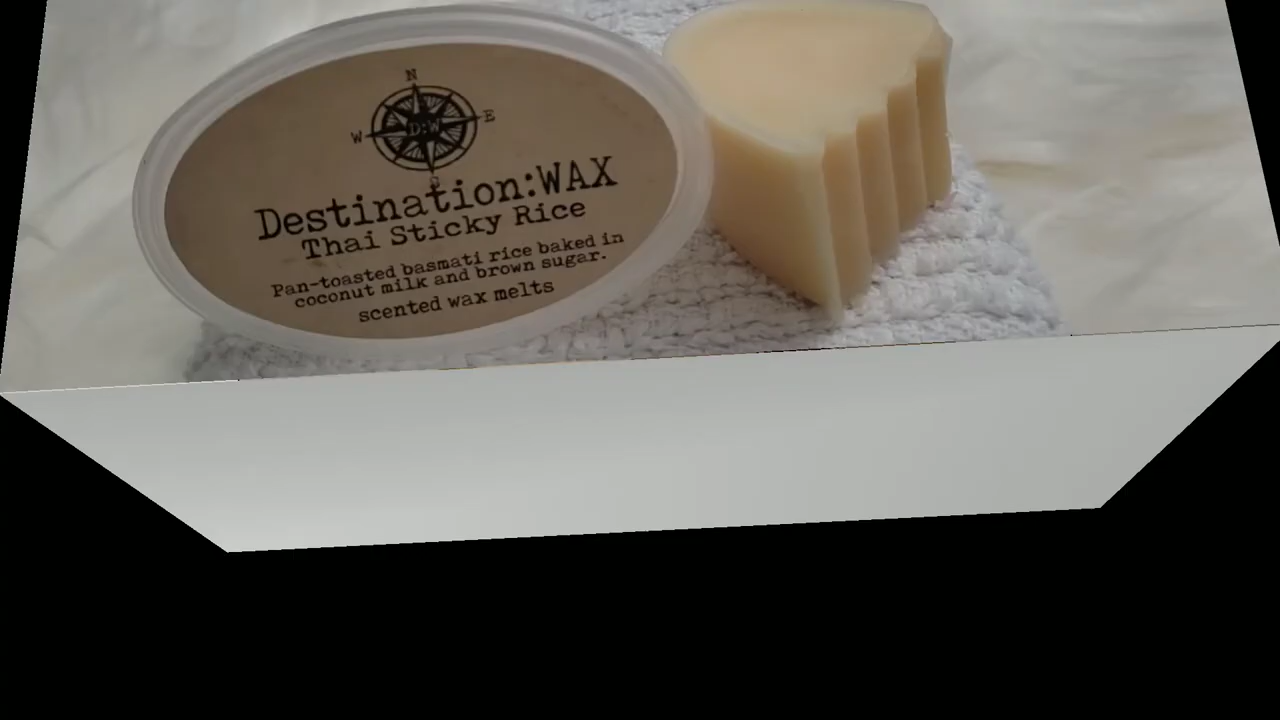 N
W E
D:W
S
Destination:WAX
Thai Sticky Rice
Pan-toasted basmati rice baked in
coconut milk and brown sugar.
scented wax melts